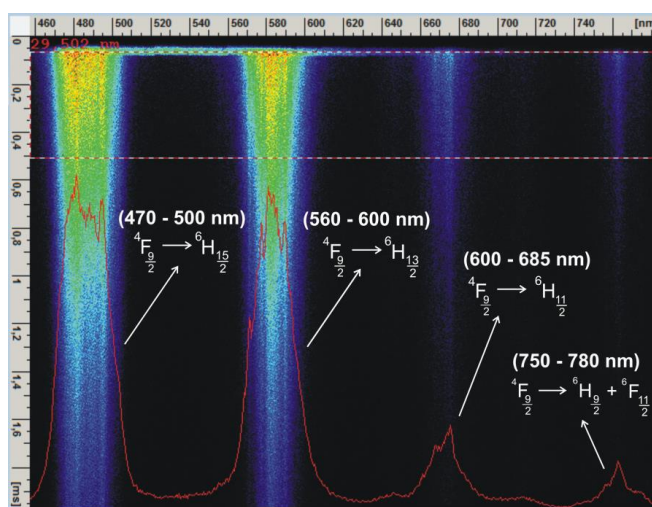 460 480 500 520 540 560 580 600 620 640 660 680 700 720 740 [nm
29.502 nm
0
0,2
0,4
0,6
0,8
1
1,2
1,4
1,6
[ms]
(470 - 500 nm)
⁴F9/2 → ⁶H15/2
(560 - 600 nm)
⁴F9/2 → ⁶H13/2
(600 - 685 nm)
⁴F9/2 → ⁶H11/2
(750 - 780 nm)
⁴F9/2 → ⁶H9/2 + ⁶F11/2